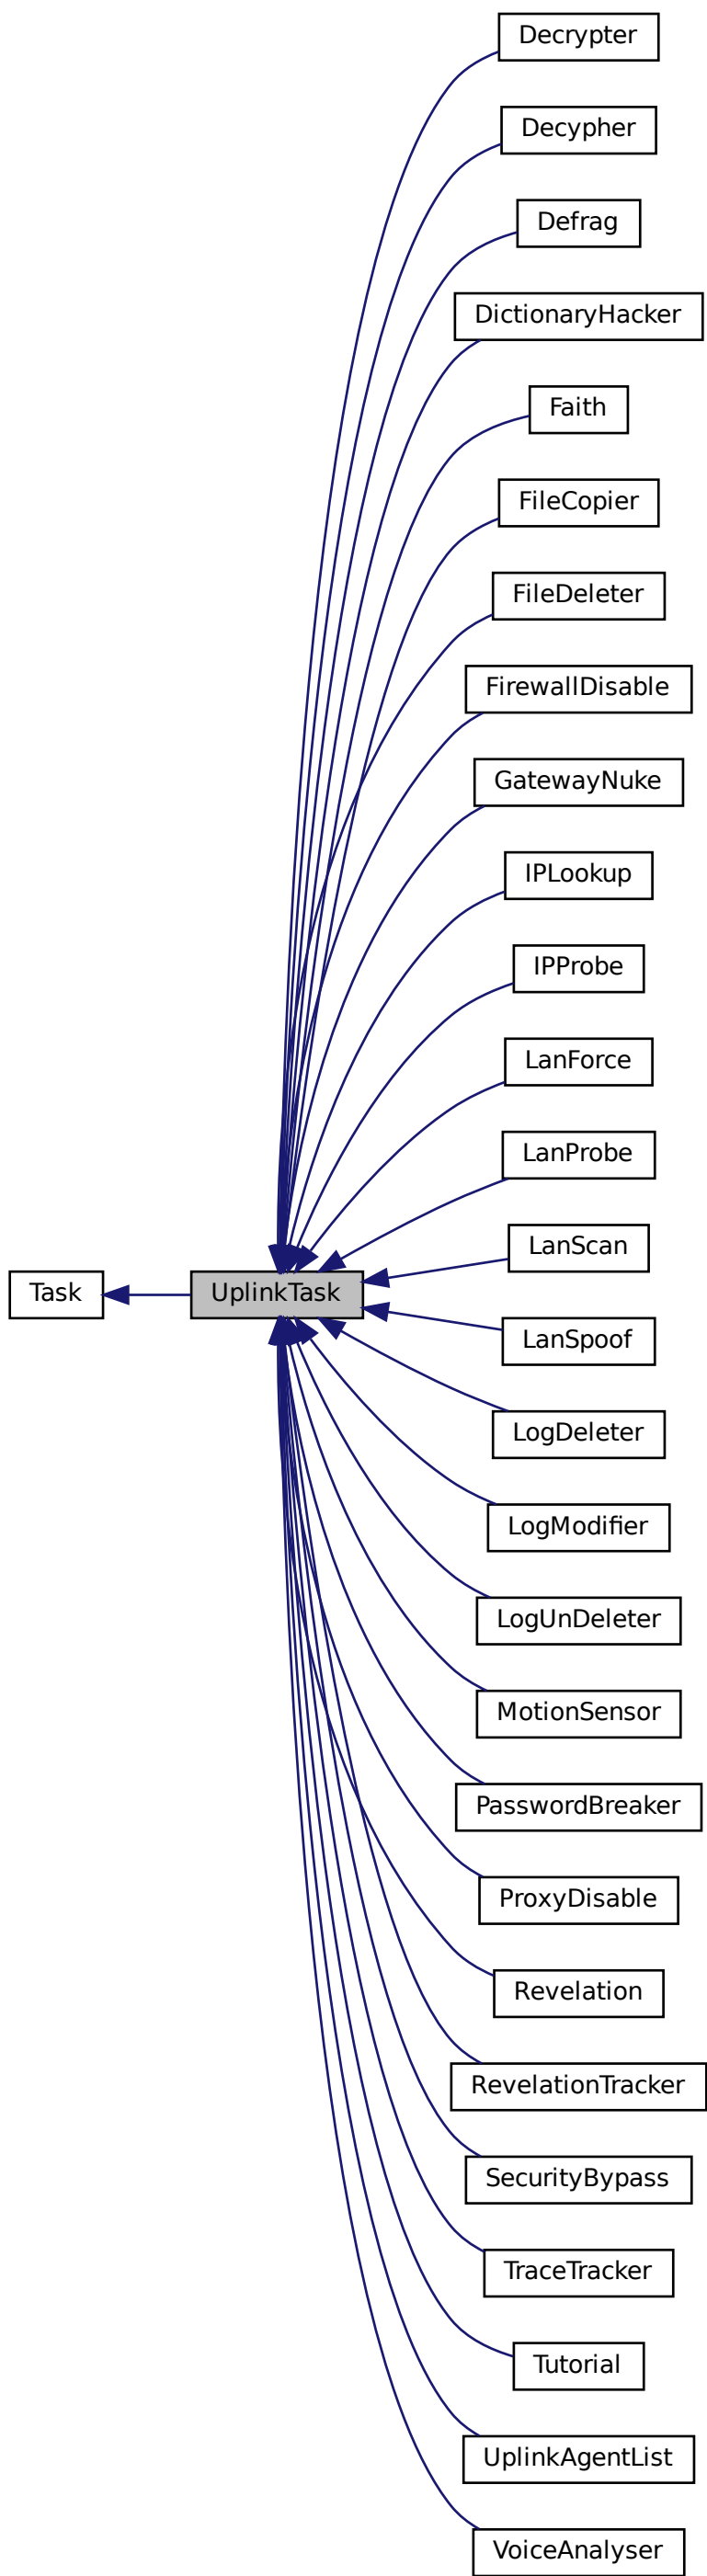 Decrypter
Decypher
Defrag
DictionaryHacker
Faith
FileCopier
FileDeleter
FirewallDisable
GatewayNuke
IPLookup
IPProbe
LanForce
LanProbe
LanScan
Task
UplinkTask
LanSpoof
LogDeleter
LogModifier
LogUnDeleter
MotionSensor
PasswordBreaker
ProxyDisable
Revelation
RevelationTracker
SecurityBypass
TraceTracker
Tutorial
UplinkAgentList
VoiceAnalyser